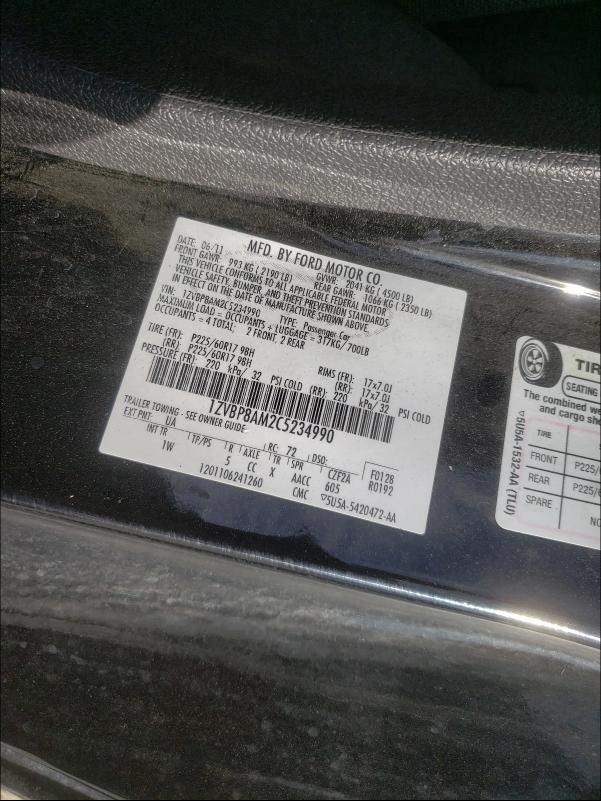 MFD. BY FORD MOTOR CO.
DATE: 06/11 GVWR: 2041 KG ( 4500 LB)
FRONT GAWR: 993 KG ( 2190 LB) REAR GAWR: 1066 KG ( 2350 LB)
THIS VEHICLE CONFORMS TO ALL APPLICABLE FEDERAL MOTOR
VEHICLE SAFETY, BUMPER, AND THEFT PREVENTION STANDARDS
IN EFFECT ON THE DATE OF MANUFACTURE SHOWN ABOVE.
VIN: 1ZVBP8AM2C5234990 TYPE: Passenger Car
MAXIMUM LOAD = OCCUPANTS + LUGGAGE = 317KG/700LB
OCCUPANTS = 4 TOTAL: 2 FRONT, 2 REAR
TIRE (FR): P225/60R17 98H RIMS (FR): 17x7.0J
(RR): P225/60R17 98H (RR): 17x7.0J
PRESSURE (FR): 220 kPa/ 32 PSI COLD (RR): 220 kPa/ 32 PSI COLD
1ZVBP8AM2C5234990
TRAILER TOWING - SEE OWNER GUIDE
EXT PNT: UA RC: 72 DSO: F0128
INT TR TP/PS R AXLE TR SPR CZF2A R0192
1W 5 CC X AACC 605
1201106241260 CMC ▽5U5A-5420472-AA
TIR
SEATING
The combined we
and cargo sh
TIRE
FRONT P225/6
REAR P225/6
SPARE NO
▽5U5A-1532-AA (TLU)